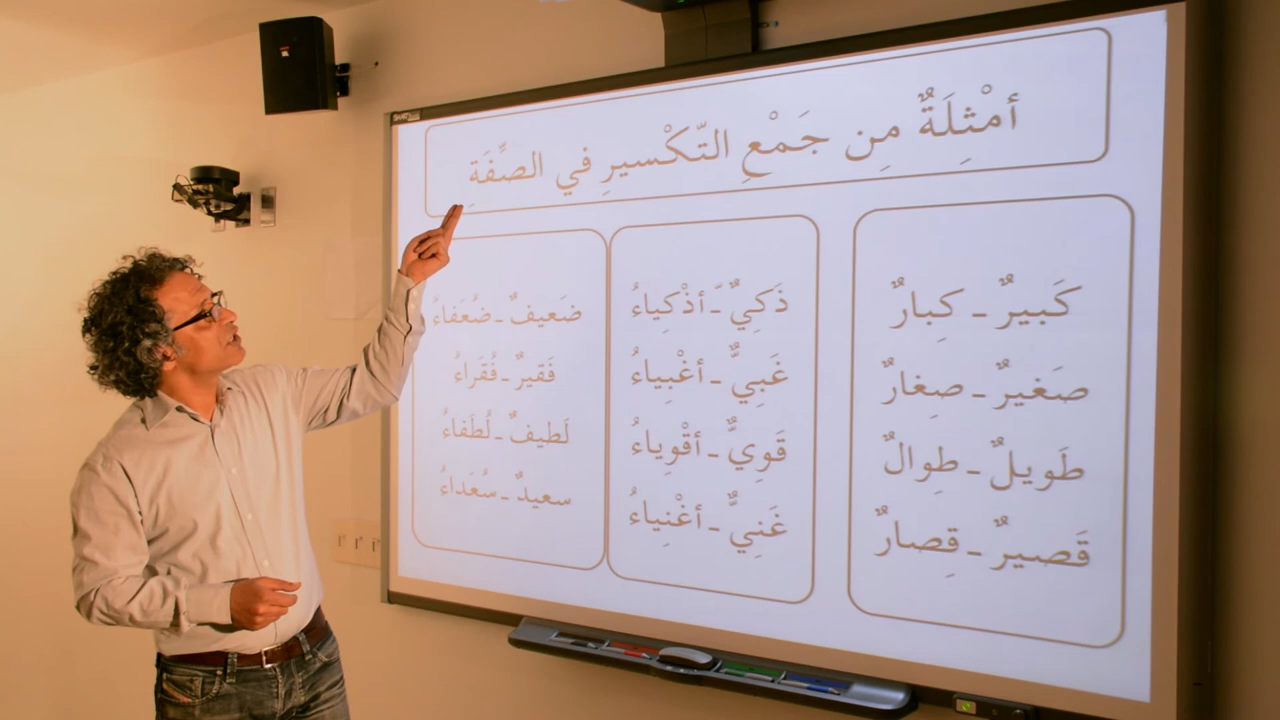 أمْثِلَةٌ مِن جَمْعِ التَّكْسيرِ في الصِّفَةِ
كَبيرٌ - كِبارٌ
صَغيرٌ - صِغارٌ
طَويلٌ - طِوالٌ
قَصيرٌ - قِصارٌ
ذَكِيٌّ - أذْكِياءُ
غَبِيٌّ - أغْبِياءُ
قَوِيٌّ - أقْوِياءُ
غَنِيٌّ - أغْنِياءُ
ضَعيفٌ - ضُعَفاءُ
فَقيرٌ - فُقَراءُ
لَطيفٌ - لُطَفاءُ
سعيدٌ - سُعَداءُ